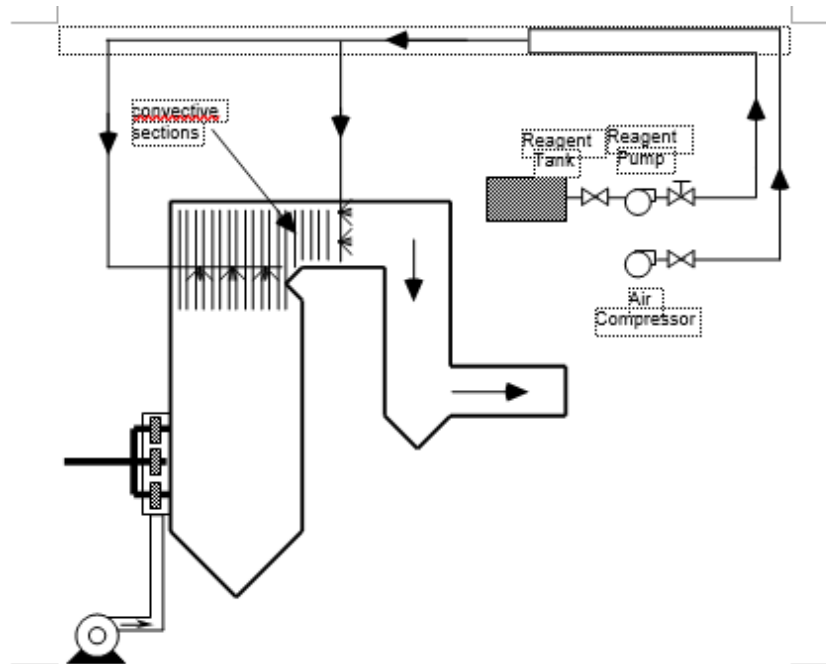 convective
sections
Reagent
Tank
Reagent
Pump
Air
Compressor